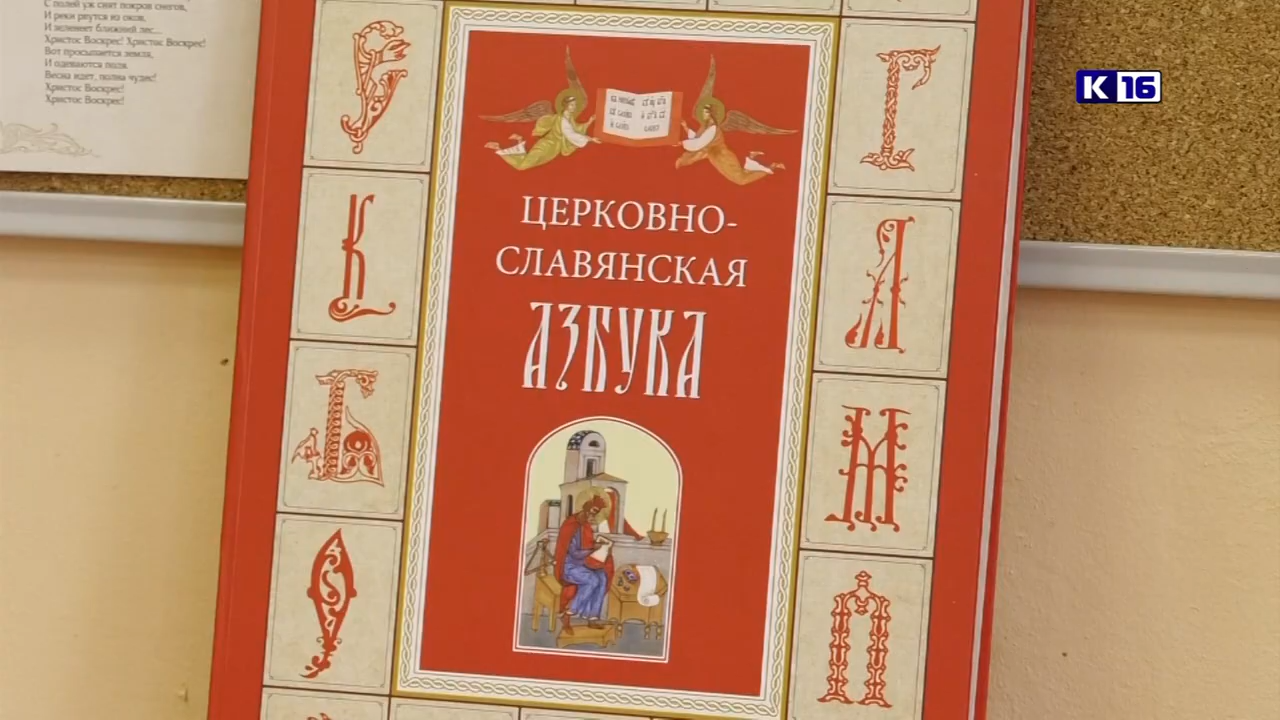 С полей уж снят покров снегов,
И реки рвутся из оков,
И зеленеет ближний лес...
Христос Воскрес! Христос Воскрес!
Вот просыпается земля,
И одеваются поля.
Весна идет, полна чудес!
Христос Воскрес!
Христос Воскрес!
К 16
ЦЕРКОВНО-
СЛАВЯНСКАЯ
АЗБУКА
Г
К
Л
Б
М
П